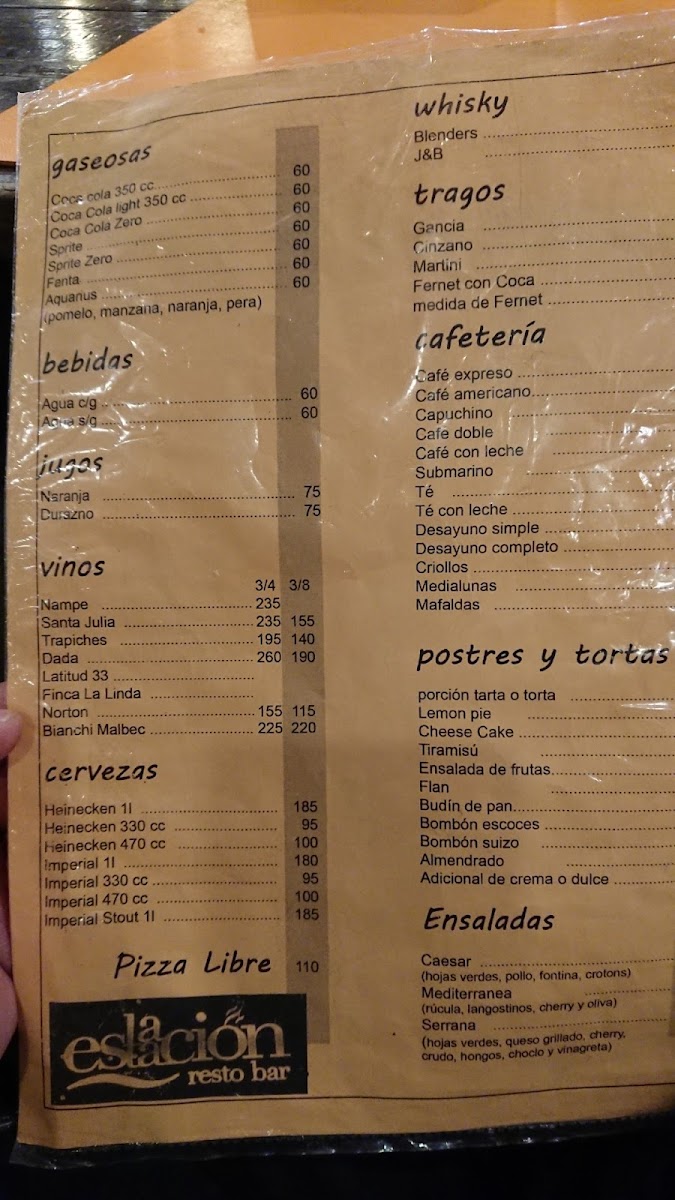 gaseosas
Coca cola 350 cc 60
Coca Cola light 350 cc 60
Coca Cola Zero 60
Sprite 60
Sprite Zero 60
Fanta 60
Aquarius 60
(pomelo, manzana, naranja, pera)
bebidas
Agua c/g 60
Agua s/g 60
jugos
Naranja 75
Durazno 75
vinos
3/4 3/8
Nampe 235
Santa Julia 235 155
Trapiches 195 140
Dada 260 190
Latitud 33
Finca La Linda
Norton 155 115
Bianchi Malbec 225 220
cervezas
Heinecken 1l 185
Heinecken 330 cc 95
Heinecken 470 cc 100
Imperial 1l 180
Imperial 330 cc 95
Imperial 470 cc 100
Imperial Stout 1l 185
Pizza Libre 110
la estación
resto bar
whisky
Blenders
J&B
tragos
Gancia
Cinzano
Martini
Fernet con Coca
medida de Fernet
cafetería
Café expreso
Café americano
Capuchino
Cafe doble
Café con leche
Submarino
Té
Té con leche
Desayuno simple
Desayuno completo
Criollos
Medialunas
Mafaldas
postres y tortas
porción tarta o torta
Lemon pie
Cheese Cake
Tiramisú
Ensalada de frutas
Flan
Budín de pan
Bombón escoces
Bombón suizo
Almendrado
Adicional de crema o dulce
Ensaladas
Caesar
(hojas verdes, pollo, fontina, crotons)
Mediterranea
(rúcula, langostinos, cherry y oliva)
Serrana
(hojas verdes, queso grillado, cherry,
crudo, hongos, choclo y vinagreta)